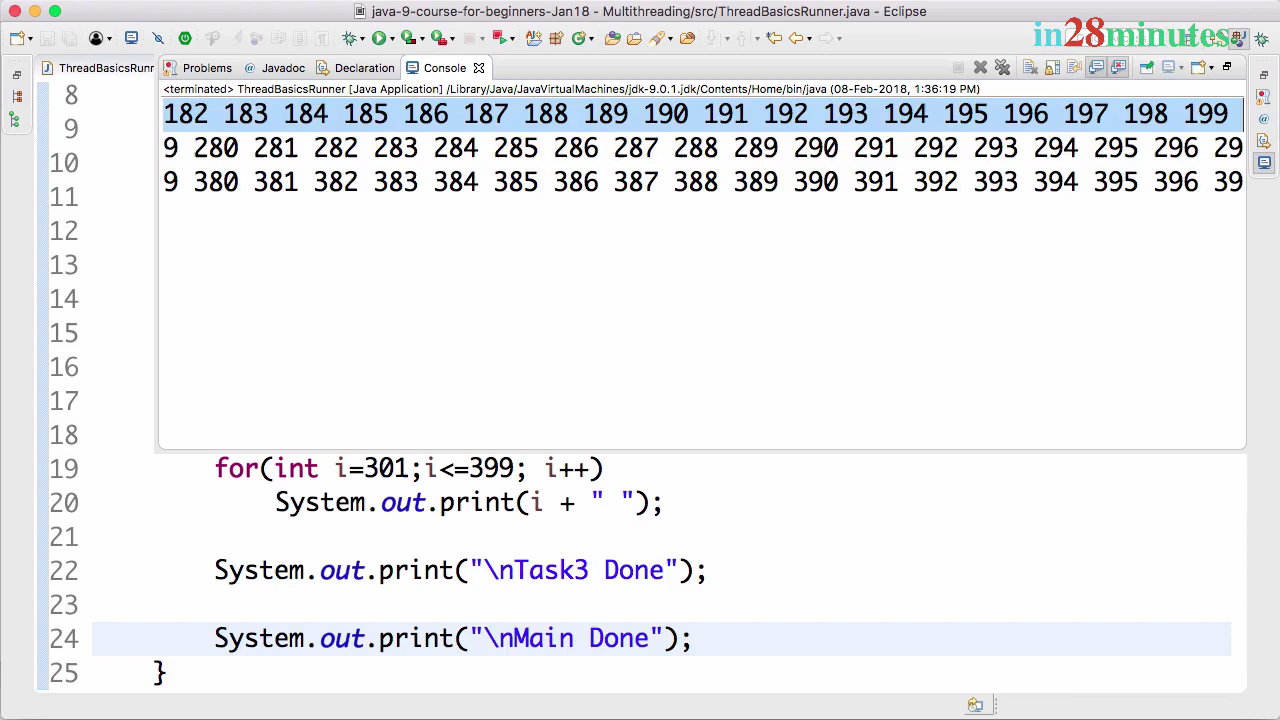 java-9-course-for-beginners-Jan18 - Multithreading/src/ThreadBasicsRunner.java - Eclipse
in28minutes
ThreadBasicsRunr
Problems
@ Javadoc
Declaration
Console
<terminated> ThreadBasicsRunner [Java Application] /Library/Java/JavaVirtualMachines/jdk-9.0.1.jdk/Contents/Home/bin/java (08-Feb-2018, 1:36:19 PM)
8
182 183 184 185 186 187 188 189 190 191 192 193 194 195 196 197 198 199
9
9 280 281 282 283 284 285 286 287 288 289 290 291 292 293 294 295 296 29
10
9 380 381 382 383 384 385 386 387 388 389 390 391 392 393 394 395 396 39
11
12
13
14
15
16
17
18
19 for(int i=301;i<=399; i++)
20 System.out.print(i + " ");
21
22 System.out.print("\nTask3 Done");
23
24 System.out.print("\nMain Done");
25 }